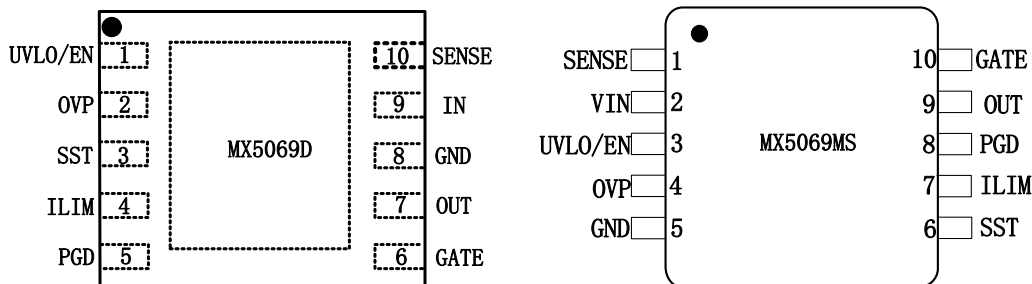 UVLO/EN 1 10 SENSE
OVP 2 9 IN
SST 3 MX5069D 8 GND
ILIM 4 7 OUT
PGD 5 6 GATE
SENSE 1 10 GATE
VIN 2 9 OUT
UVLO/EN 3 MX5069MS 8 PGD
OVP 4 7 ILIM
GND 5 6 SST